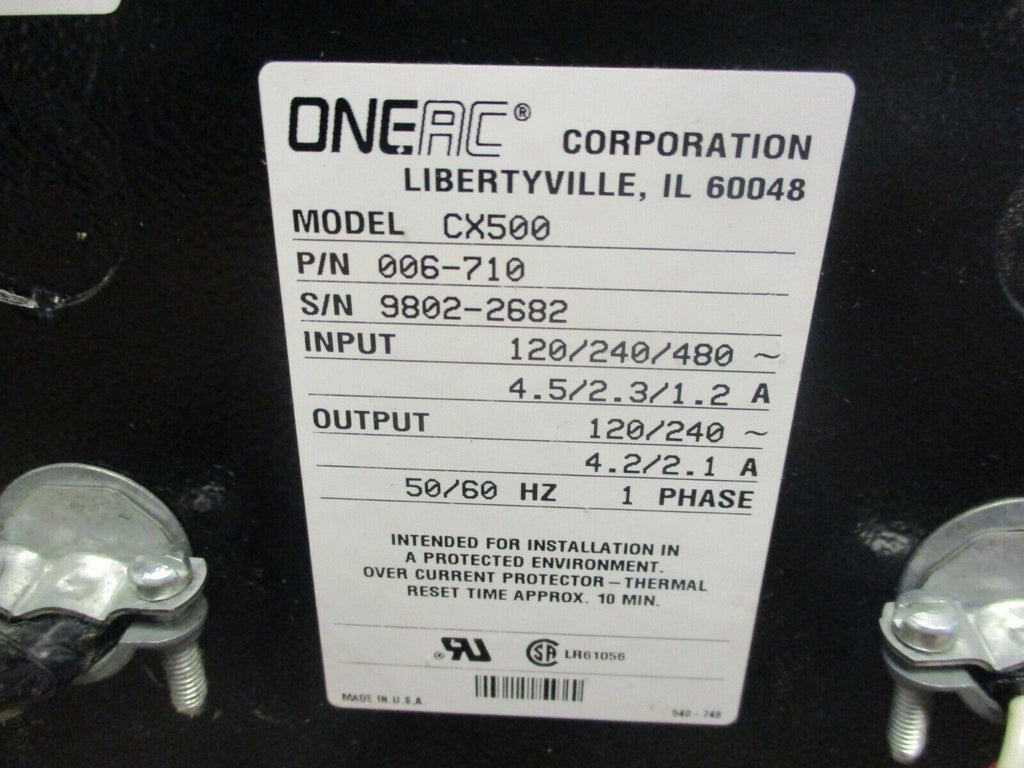 ONEAC® CORPORATION
LIBERTYVILLE, IL 60048
MODEL CX500
P/N 006-710
S/N 9802-2682
INPUT 120/240/480 ~
4.5/2.3/1.2 A
OUTPUT 120/240 ~
4.2/2.1 A
50/60 HZ 1 PHASE
INTENDED FOR INSTALLATION IN
A PROTECTED ENVIRONMENT.
OVER CURRENT PROTECTOR – THERMAL
RESET TIME APPROX. 10 MIN.
LR61056
MADE IN U.S.A.
540 - 748